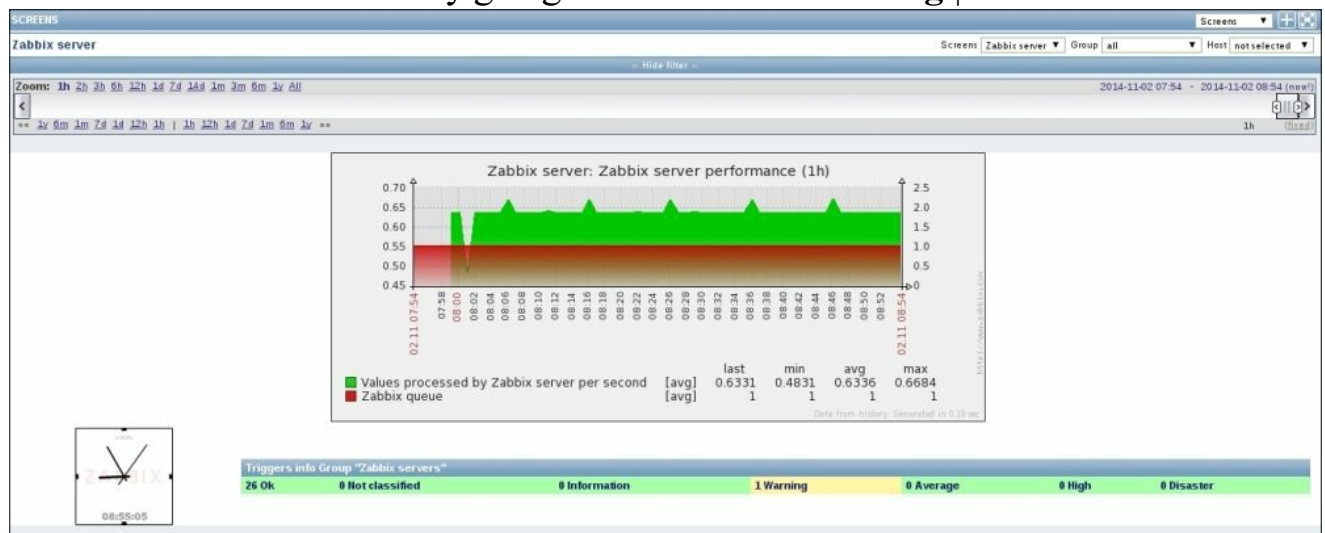 SCREENS Screens
Zabbix server Screens Zabbix server Group all Host not selected
« Hide filter »
Zoom: 1h 2h 3h 6h 12h 1d 7d 14d 1m 3m 6m 1y All 2014-11-02 07:54 - 2014-11-02 08:54 (now!)
«« 1y 6m 1m 7d 1d 12h 1h | 1h 12h 1d 7d 1m 6m 1y »» 1h (fixed)
Zabbix server: Zabbix server performance (1h)
0.70 2.5
0.65 2.0
0.60 1.5
0.55 1.0
0.50 0.5
0.45 0
02.11 07:54 07:58 08:00 08:02 08:04 08:06 08:08 08:10 08:12 08:14 08:16 08:18 08:20 08:22 08:24 08:26 08:28 08:30 08:32 08:34 08:36 08:38 08:40 08:42 08:44 08:46 08:48 08:50 08:52 02.11 08:54
http://www.zabbix.com
last min avg max
Values processed by Zabbix server per second [avg] 0.6331 0.4831 0.6336 0.6684
Zabbix queue [avg] 1 1 1 1
Data from history. Generated in 0.19 sec
ZABBIX
08:55:05
Triggers info Group "Zabbix servers"
26 Ok 0 Not classified 0 Information 1 Warning 0 Average 0 High 0 Disaster